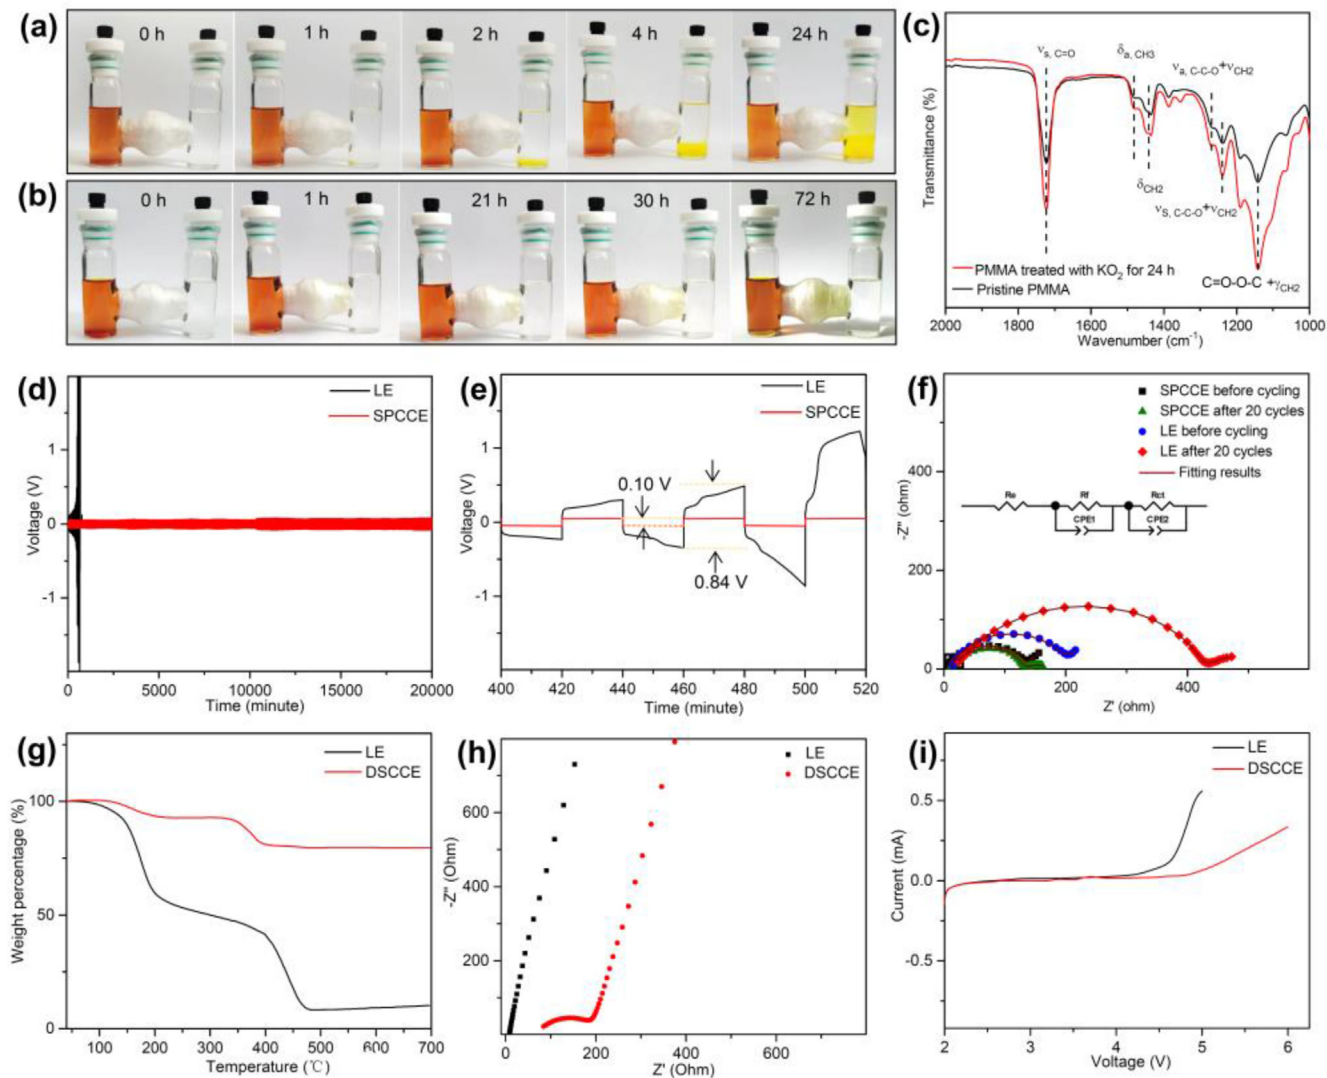 (a)
0 h
1 h
2 h
4 h
24 h
(b)
0 h
1 h
21 h
30 h
72 h
(c)
Transmittance (%)
νs, C=O
δa, CH3
νa, C-C-O+νCH2
δCH2
νS, C-C-O+νCH2
C=O-O-C +γCH2
PMMA treated with KO2 for 24 h
Pristine PMMA
2000 1800 1600 1400 1200 1000
Wavenumber (cm-1)
(d)
LE
SPCCE
Voltage (V)
1
0
-1
0 5000 10000 15000 20000
Time (minute)
(e)
LE
SPCCE
Voltage (V)
1
0
-1
0.10 V
0.84 V
400 420 440 460 480 500 520
Time (minute)
(f)
SPCCE before cycling
SPCCE after 20 cycles
LE before cycling
LE after 20 cycles
Fitting results
Re Rf Rct
CPE1 CPE2
-Z'' (ohm)
400
200
0
0 200 400
Z' (ohm)
(g)
LE
DSCCE
Weight percentage (%)
100
50
0
100 200 300 400 500 600 700
Temperature (℃)
(h)
LE
DSCCE
-Z'' (Ohm)
600
400
200
0 200 400 600
Z' (Ohm)
(i)
LE
DSCCE
Current (mA)
0.5
0.0
-0.5
2 3 4 5 6
Voltage (V)